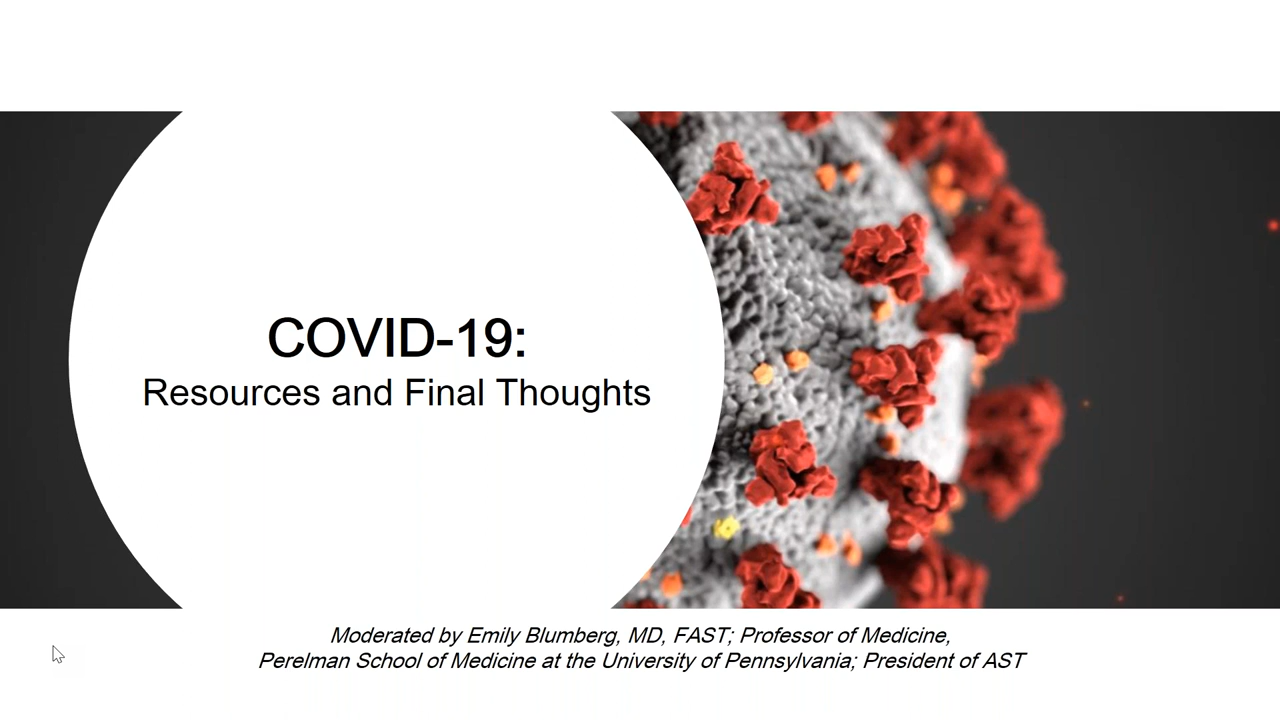 COVID-19:
Resources and Final Thoughts
Moderated by Emily Blumberg, MD, FAST; Professor of Medicine,
Perelman School of Medicine at the University of Pennsylvania; President of AST